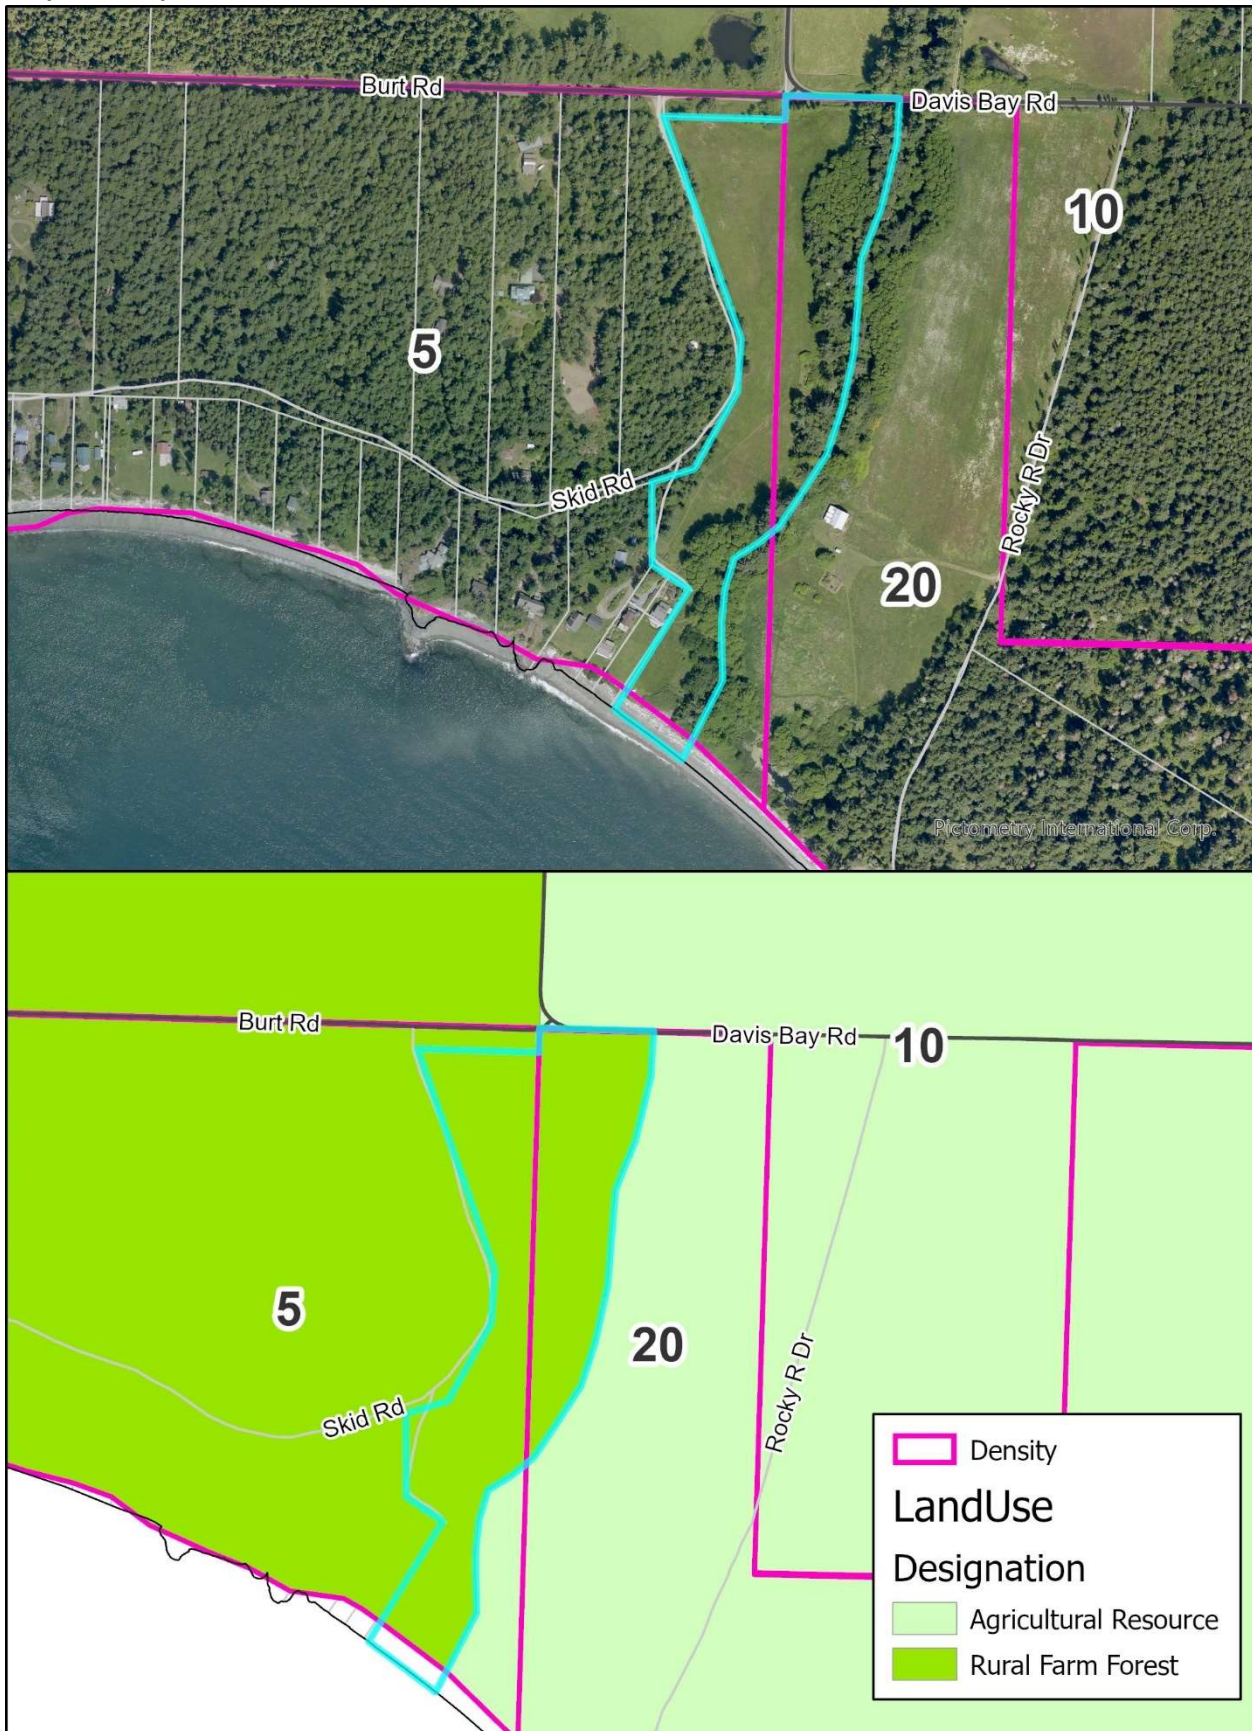 Burt Rd
Davis Bay Rd
10
5
Skid Rd
Rocky R Dr
20
Pictometry International Corp.
Burt Rd
Davis Bay Rd
10
5
20
Skid Rd
Rocky R Dr
Density
LandUse
Designation
Agricultural Resource
Rural Farm Forest